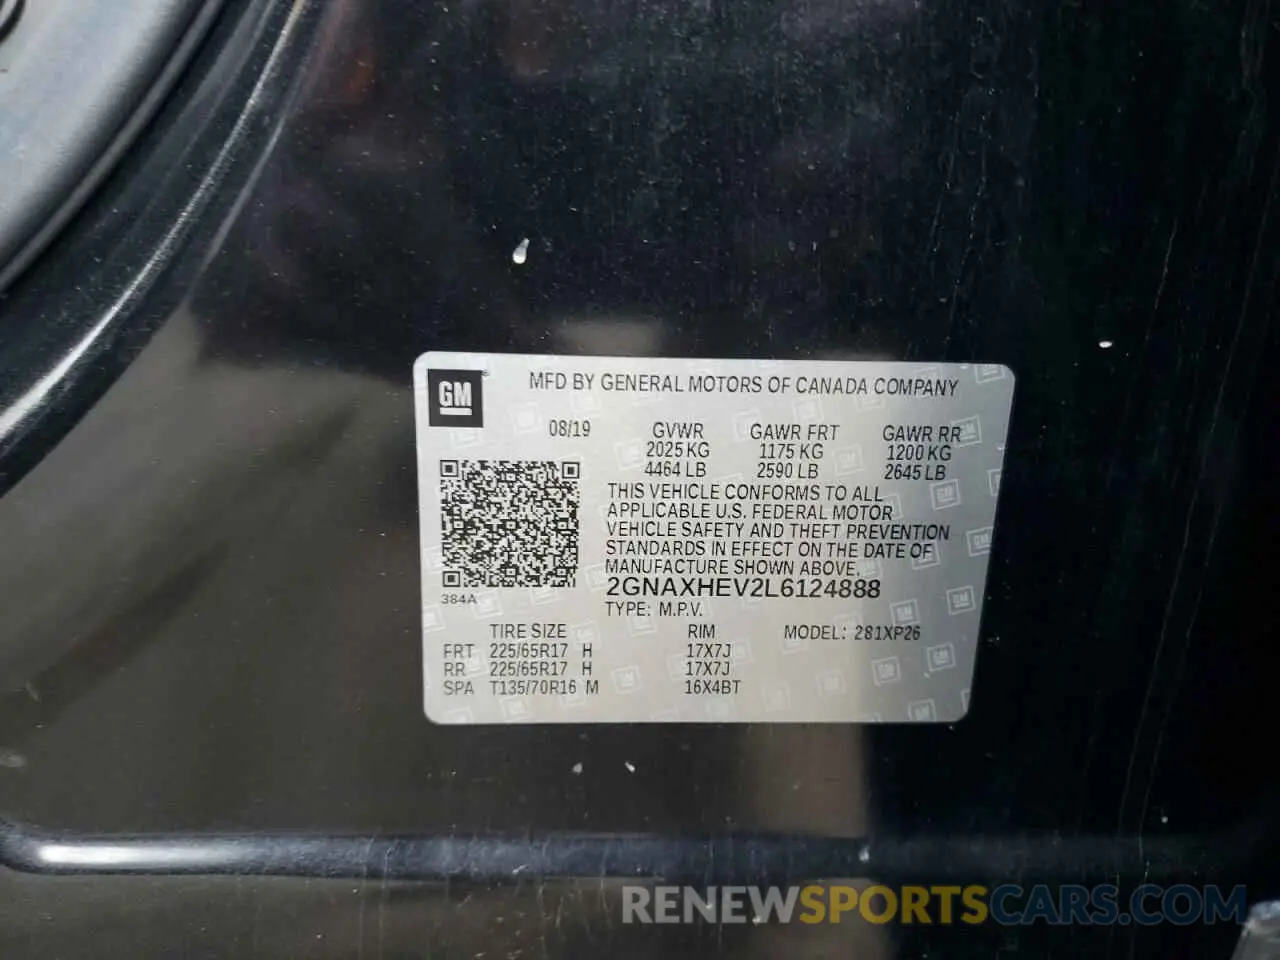 GM
MFD BY GENERAL MOTORS OF CANADA COMPANY
08/19 GVWR GAWR FRT GAWR RR
2025 KG 1175 KG 1200 KG
4464 LB 2590 LB 2645 LB
THIS VEHICLE CONFORMS TO ALL
APPLICABLE U.S. FEDERAL MOTOR
VEHICLE SAFETY AND THEFT PREVENTION
STANDARDS IN EFFECT ON THE DATE OF
MANUFACTURE SHOWN ABOVE.
384A
2GNAXHEV2L6124888
TYPE: M.P.V.
TIRE SIZE RIM MODEL: 281XP26
FRT 225/65R17 H 17X7J
RR 225/65R17 H 17X7J
SPA T135/70R16 M 16X4BT
RENEWSPORTSCARS.COM